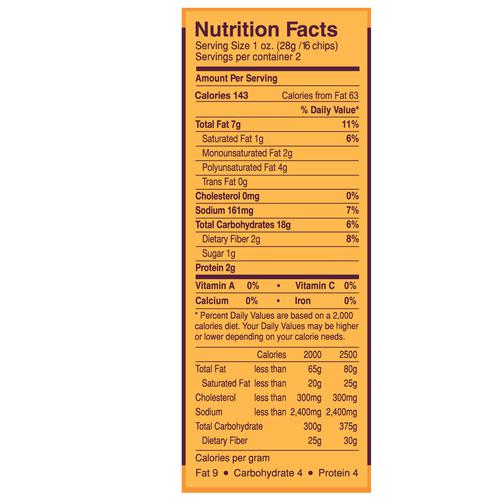 Nutrition Facts
Serving Size 1 oz. (28g /16 chips)
Servings per container 2
Amount Per Serving
Calories 143 Calories from Fat 63
% Daily Value*
Total Fat 7g 11%
Saturated Fat 1g 6%
Monounsaturated Fat 2g
Polyunsaturated Fat 4g
Trans Fat 0g
Cholesterol 0mg 0%
Sodium 161mg 7%
Total Carbohydrates 18g 6%
Dietary Fiber 2g 8%
Sugar 1g
Protein 2g
Vitamin A 0% • Vitamin C 0%
Calcium 0% • Iron 0%
* Percent Daily Values are based on a 2,000
calories diet. Your Daily Values may be higher
or lower depending on your calorie needs.
Calories 2000 2500
Total Fat less than 65g 80g
Saturated Fat less than 20g 25g
Cholesterol less than 300mg 300mg
Sodium less than 2,400mg 2,400mg
Total Carbohydrate 300g 375g
Dietary Fiber 25g 30g
Calories per gram
Fat 9 • Carbohydrate 4 • Protein 4